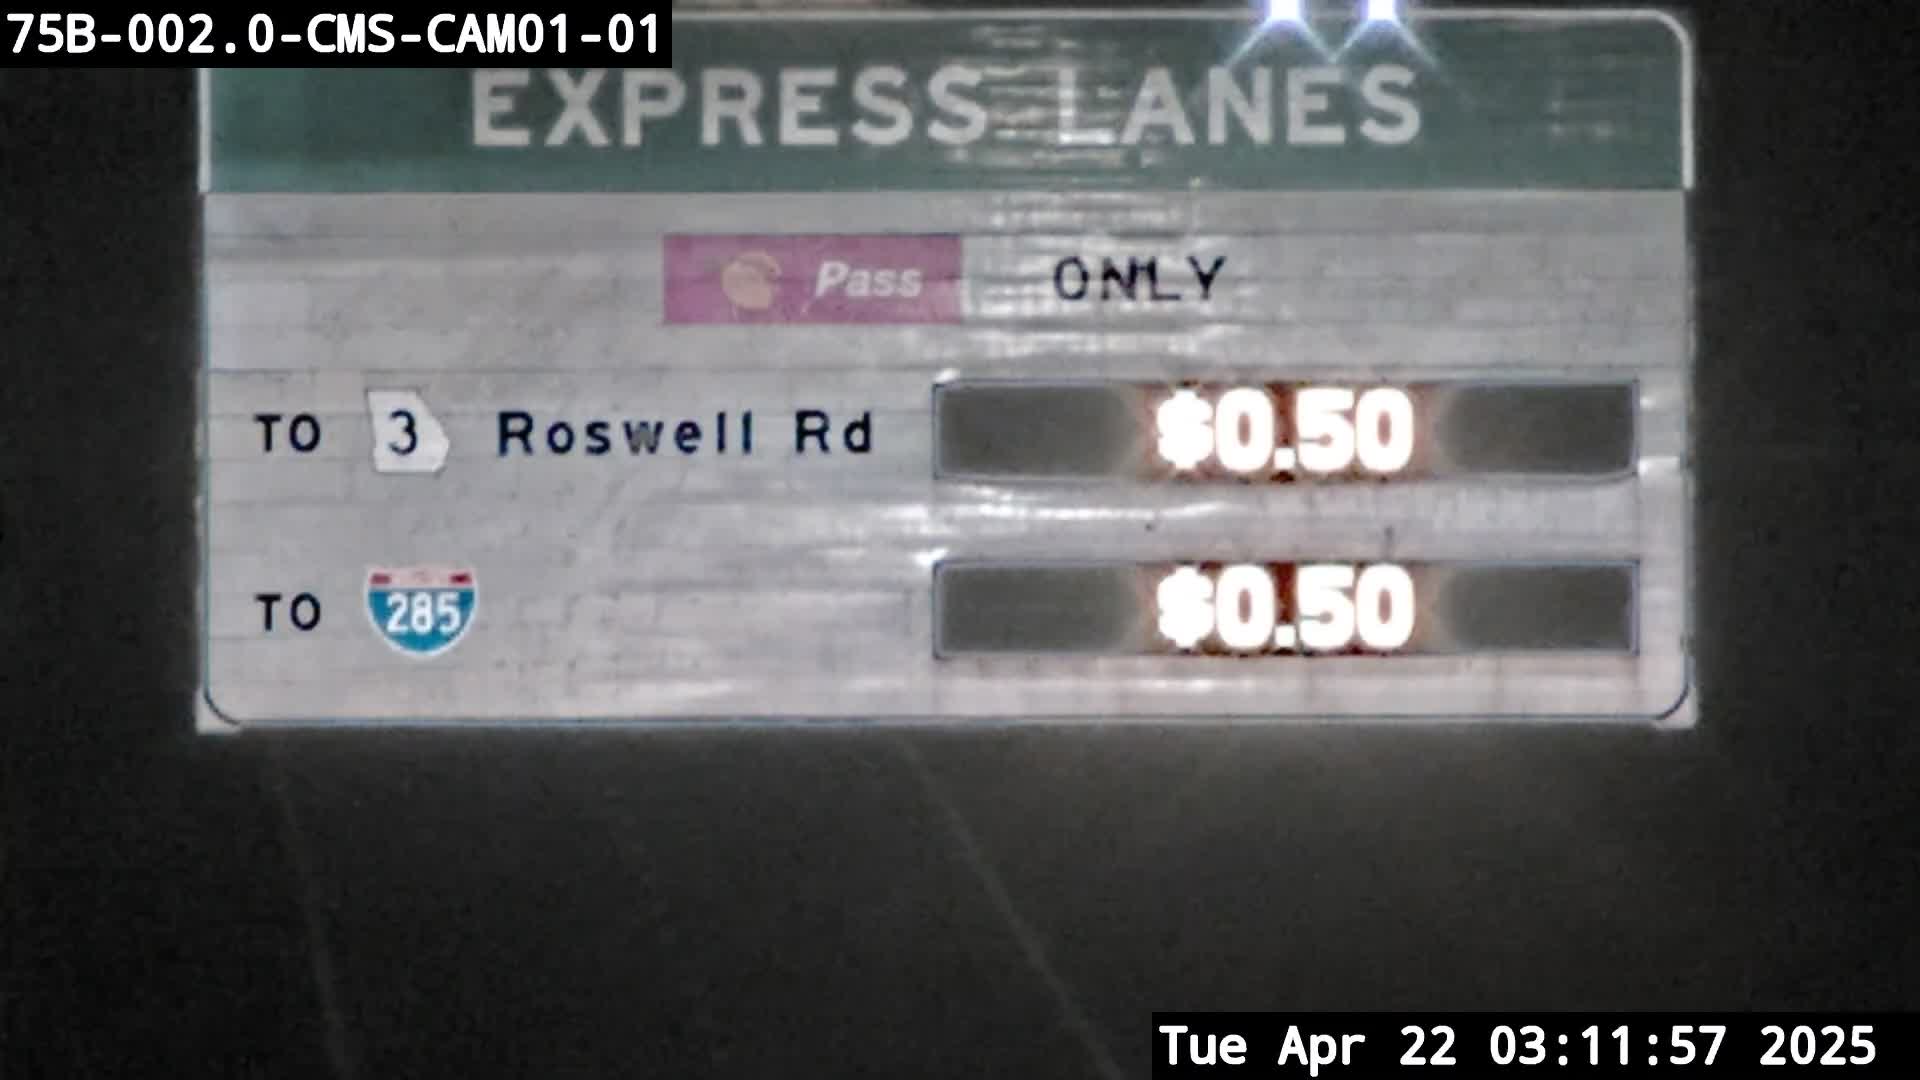 75B-002.0-CMS-CAM01-01
EXPRESS LANES
Pass ONLY
TO 3 Roswell Rd $0.50
TO 285 $0.50
Tue Apr 22 03:11:57 2025